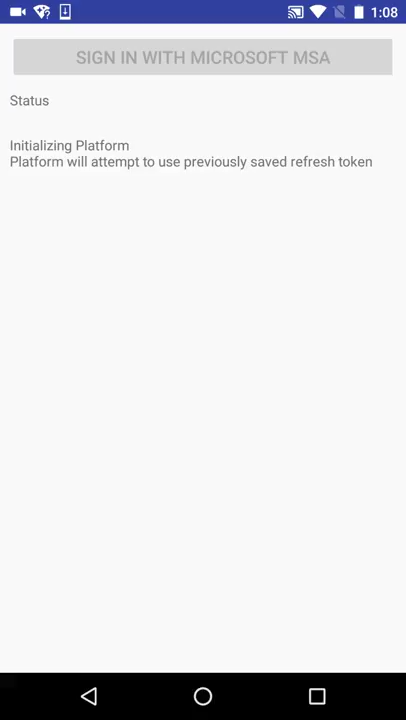 1:08
SIGN IN WITH MICROSOFT MSA
Status
Initializing Platform
Platform will attempt to use previously saved refresh token